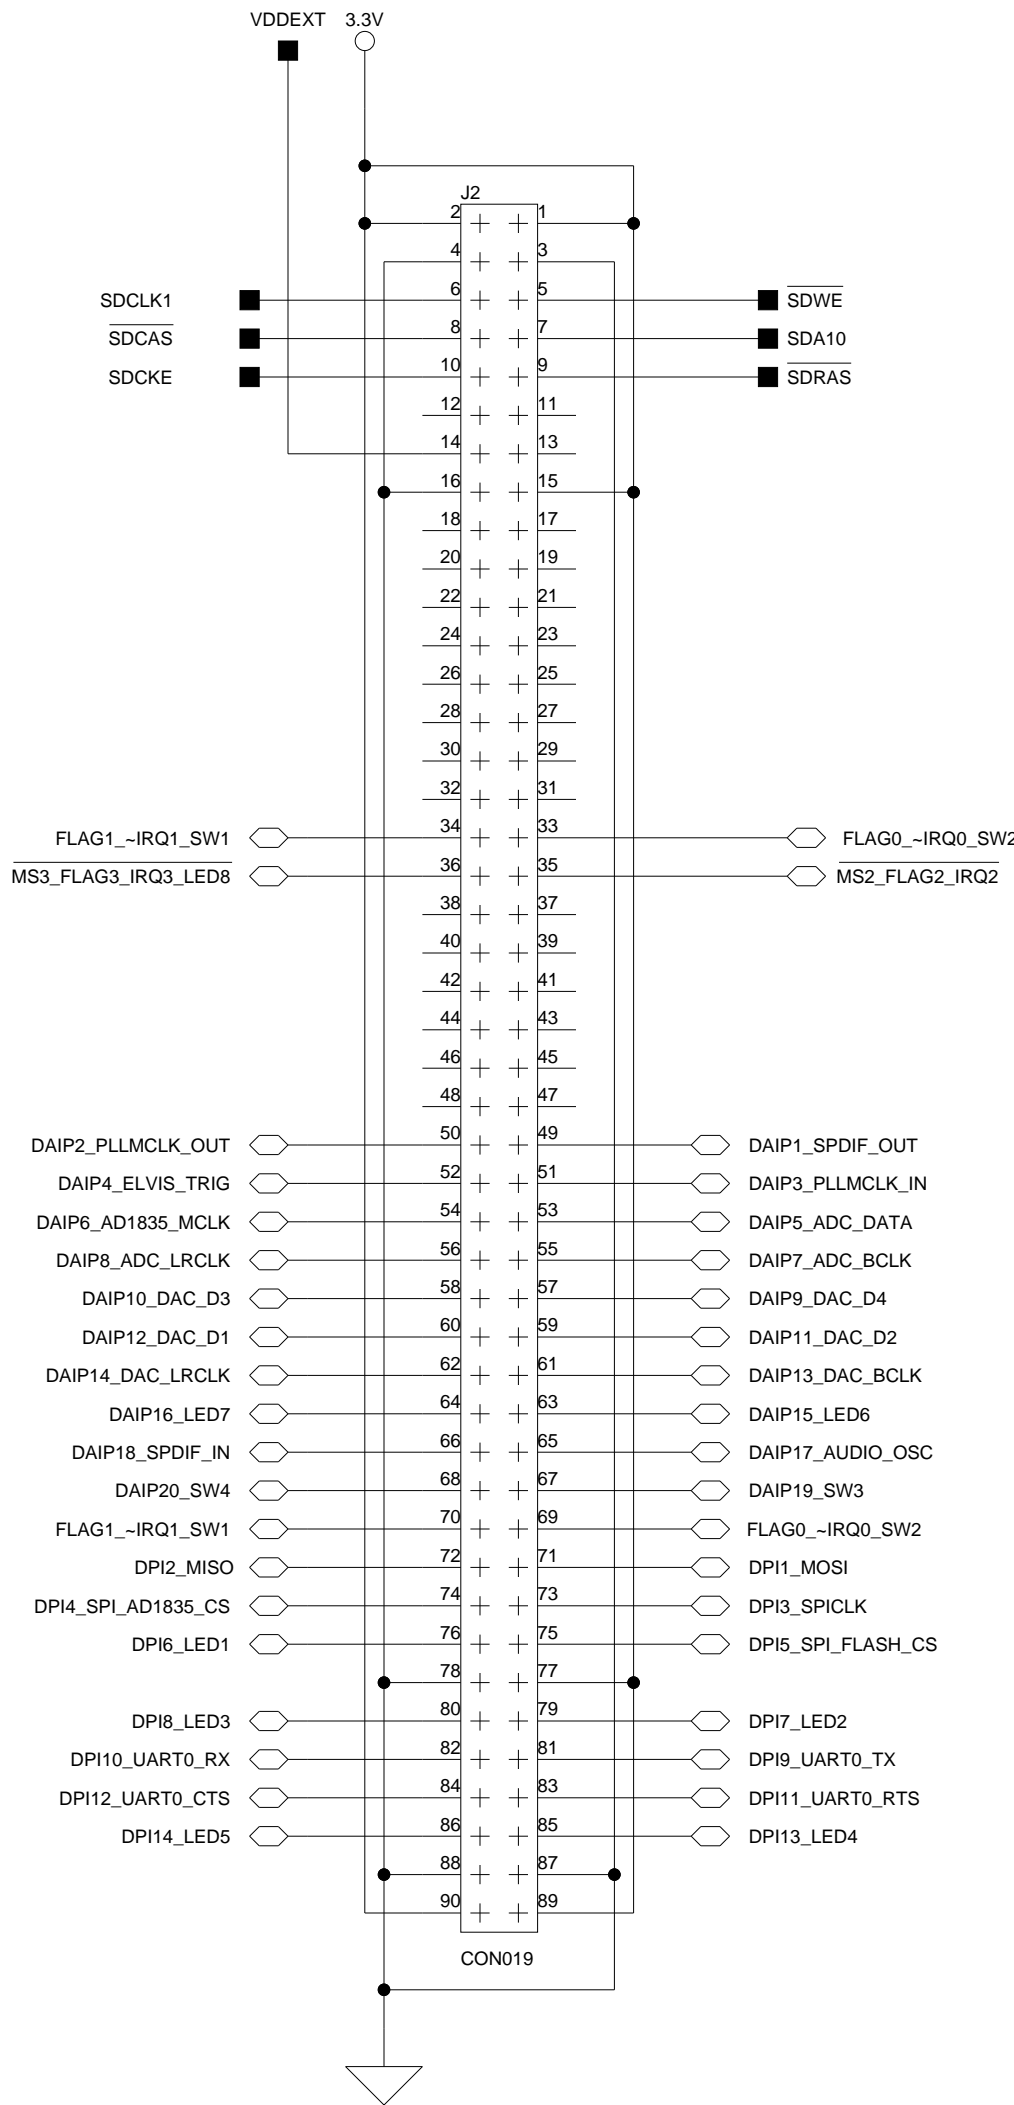 VDDEXT 3.3V
J2
2 1
4 3
SDCLK1 6 5 SDWE
SDCAS 8 7 SDA10
SDCKE 10 9 SDRAS
12 11
14 13
16 15
18 17
20 19
22 21
24 23
26 25
28 27
30 29
32 31
FLAG1_~IRQ1_SW1 34 33 FLAG0_~IRQ0_SW2
MS3_FLAG3_IRQ3_LED8 36 35 MS2_FLAG2_IRQ2
38 37
40 39
42 41
44 43
46 45
48 47
DAIP2_PLLMCLK_OUT 50 49 DAIP1_SPDIF_OUT
DAIP4_ELVIS_TRIG 52 51 DAIP3_PLLMCLK_IN
DAIP6_AD1835_MCLK 54 53 DAIP5_ADC_DATA
DAIP8_ADC_LRCLK 56 55 DAIP7_ADC_BCLK
DAIP10_DAC_D3 58 57 DAIP9_DAC_D4
DAIP12_DAC_D1 60 59 DAIP11_DAC_D2
DAIP14_DAC_LRCLK 62 61 DAIP13_DAC_BCLK
DAIP16_LED7 64 63 DAIP15_LED6
DAIP18_SPDIF_IN 66 65 DAIP17_AUDIO_OSC
DAIP20_SW4 68 67 DAIP19_SW3
FLAG1_~IRQ1_SW1 70 69 FLAG0_~IRQ0_SW2
DPI2_MISO 72 71 DPI1_MOSI
DPI4_SPI_AD1835_CS 74 73 DPI3_SPICLK
DPI6_LED1 76 75 DPI5_SPI_FLASH_CS
78 77
DPI8_LED3 80 79 DPI7_LED2
DPI10_UART0_RX 82 81 DPI9_UART0_TX
DPI12_UART0_CTS 84 83 DPI11_UART0_RTS
DPI14_LED5 86 85 DPI13_LED4
88 87
90 89
CON019